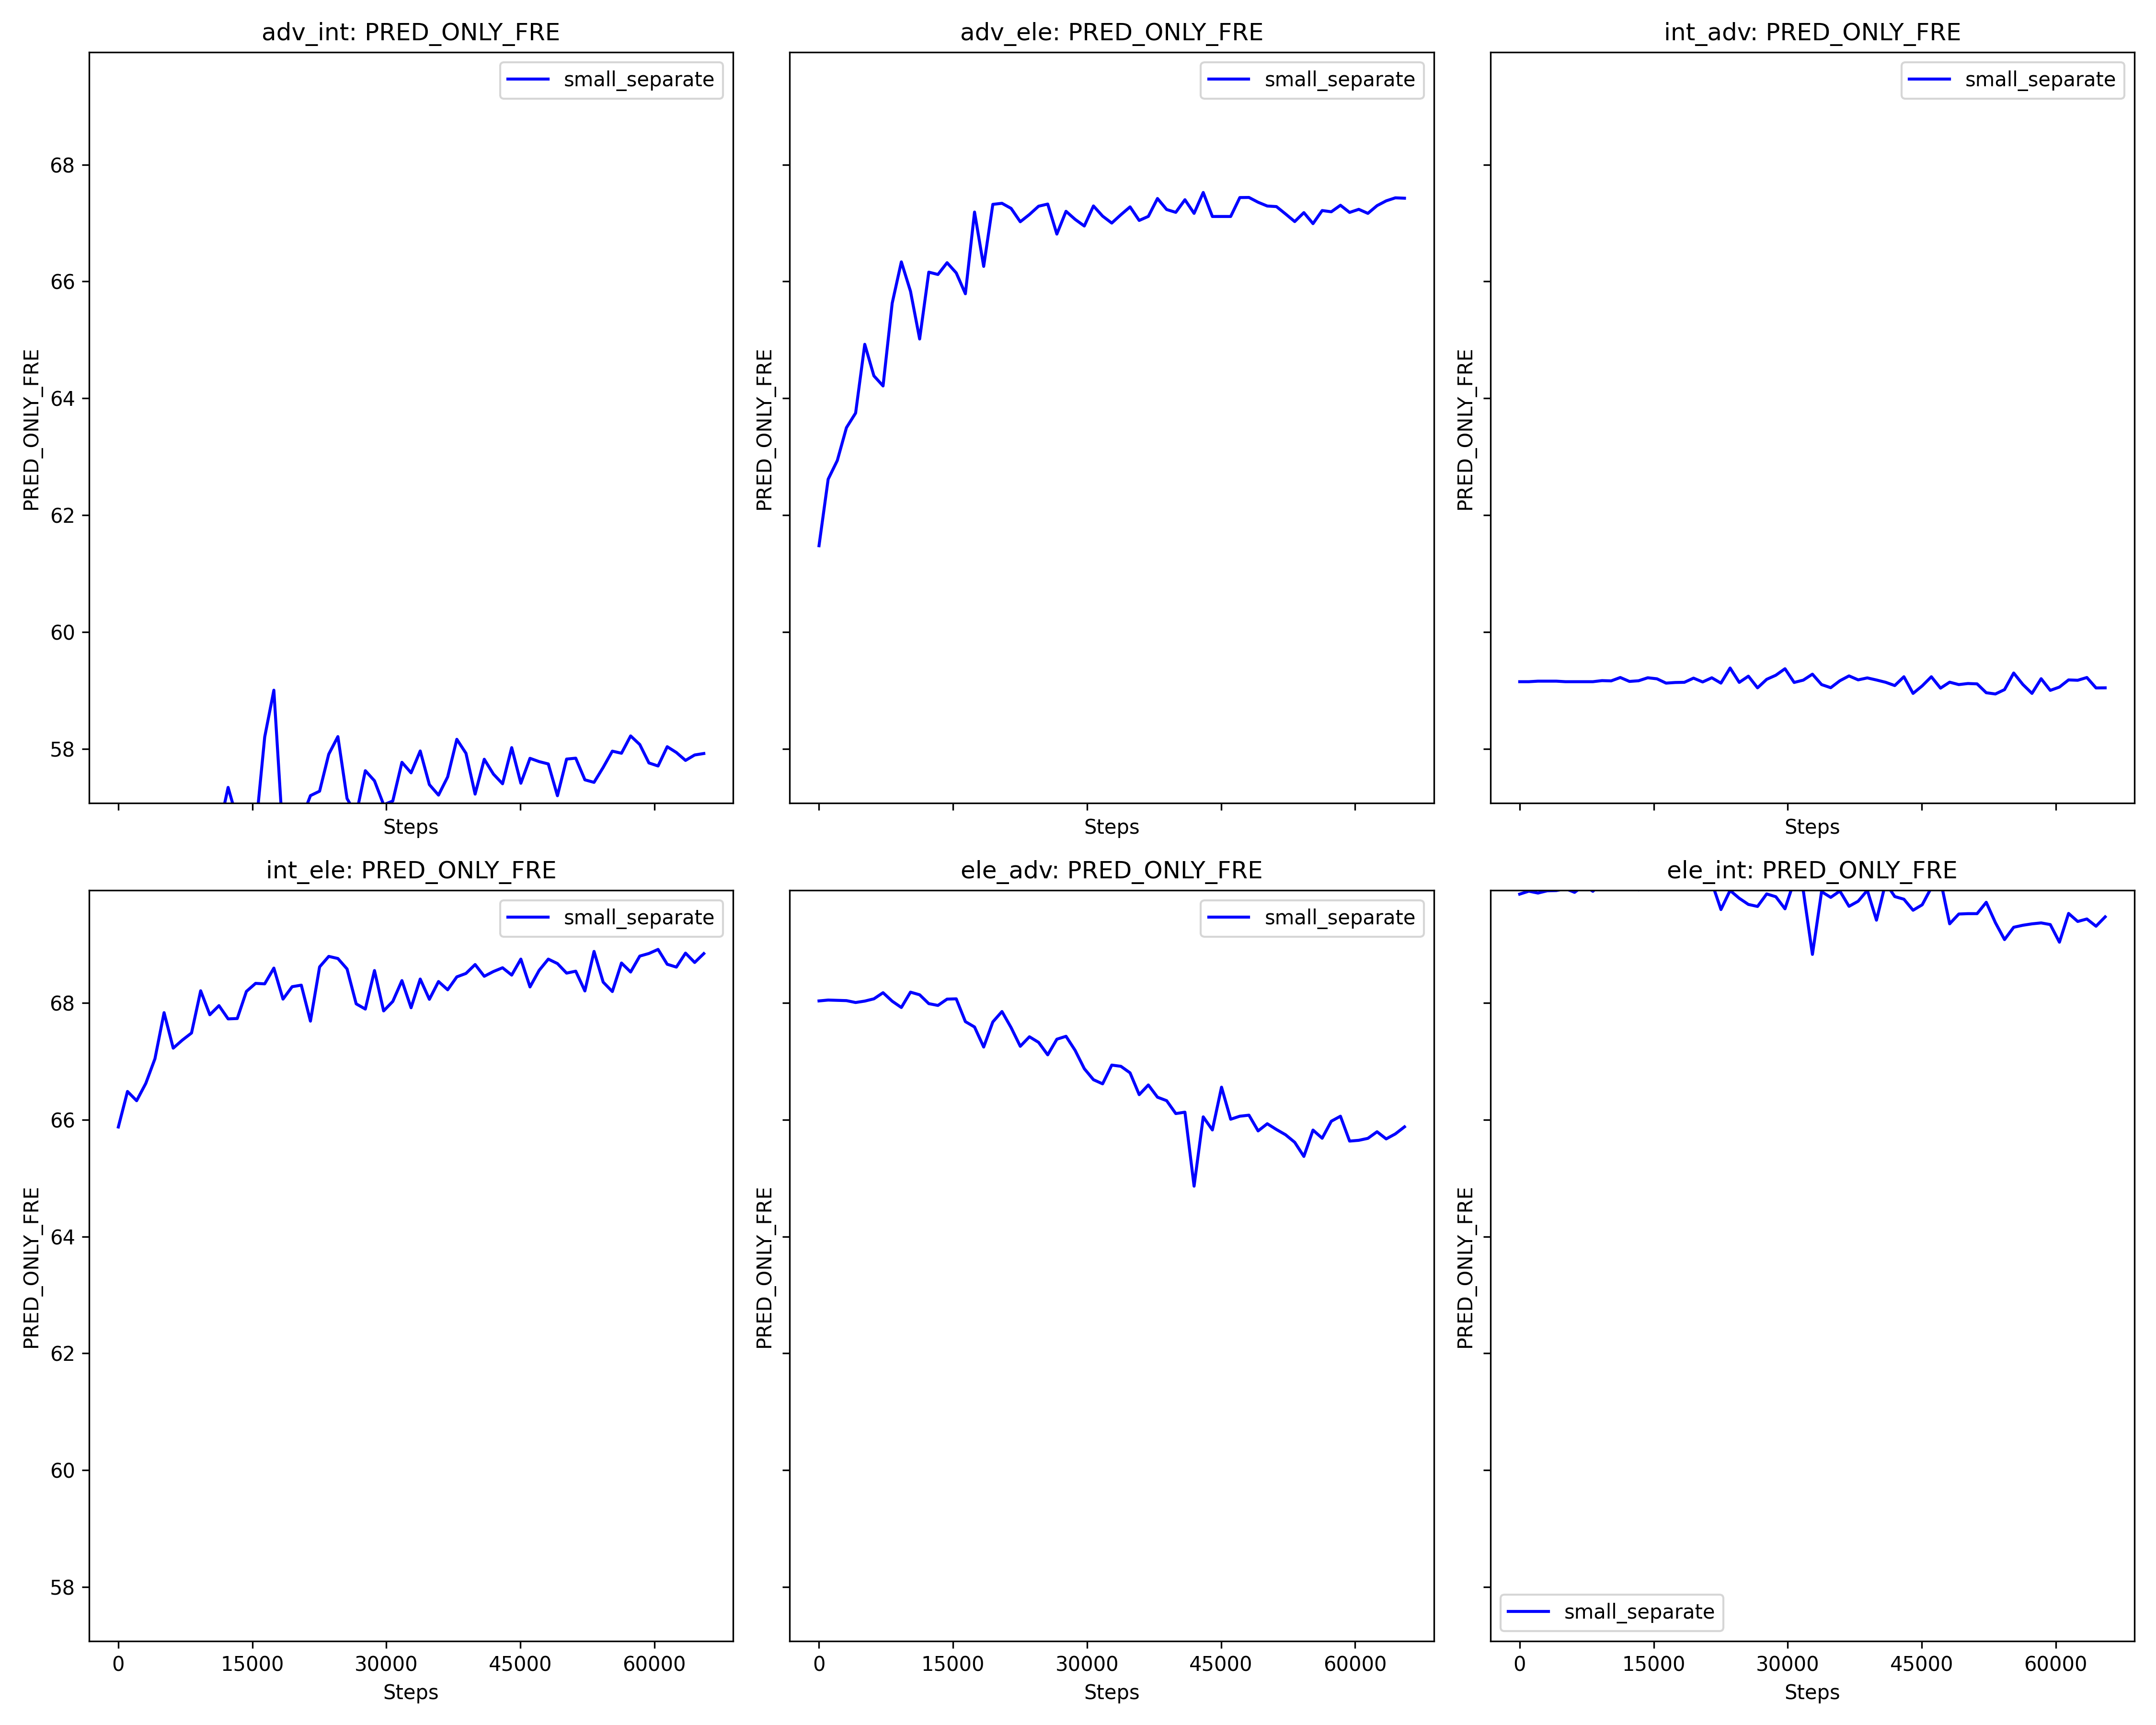 adv_int: PRED_ONLY_FRE
small_separate
68
66
64
62
60
58
PRED_ONLY_FRE
Steps
adv_ele: PRED_ONLY_FRE
small_separate
PRED_ONLY_FRE
Steps
int_adv: PRED_ONLY_FRE
small_separate
PRED_ONLY_FRE
Steps
int_ele: PRED_ONLY_FRE
small_separate
68
66
64
62
60
58
PRED_ONLY_FRE
0 15000 30000 45000 60000
Steps
ele_adv: PRED_ONLY_FRE
small_separate
PRED_ONLY_FRE
0 15000 30000 45000 60000
Steps
ele_int: PRED_ONLY_FRE
PRED_ONLY_FRE
small_separate
0 15000 30000 45000 60000
Steps